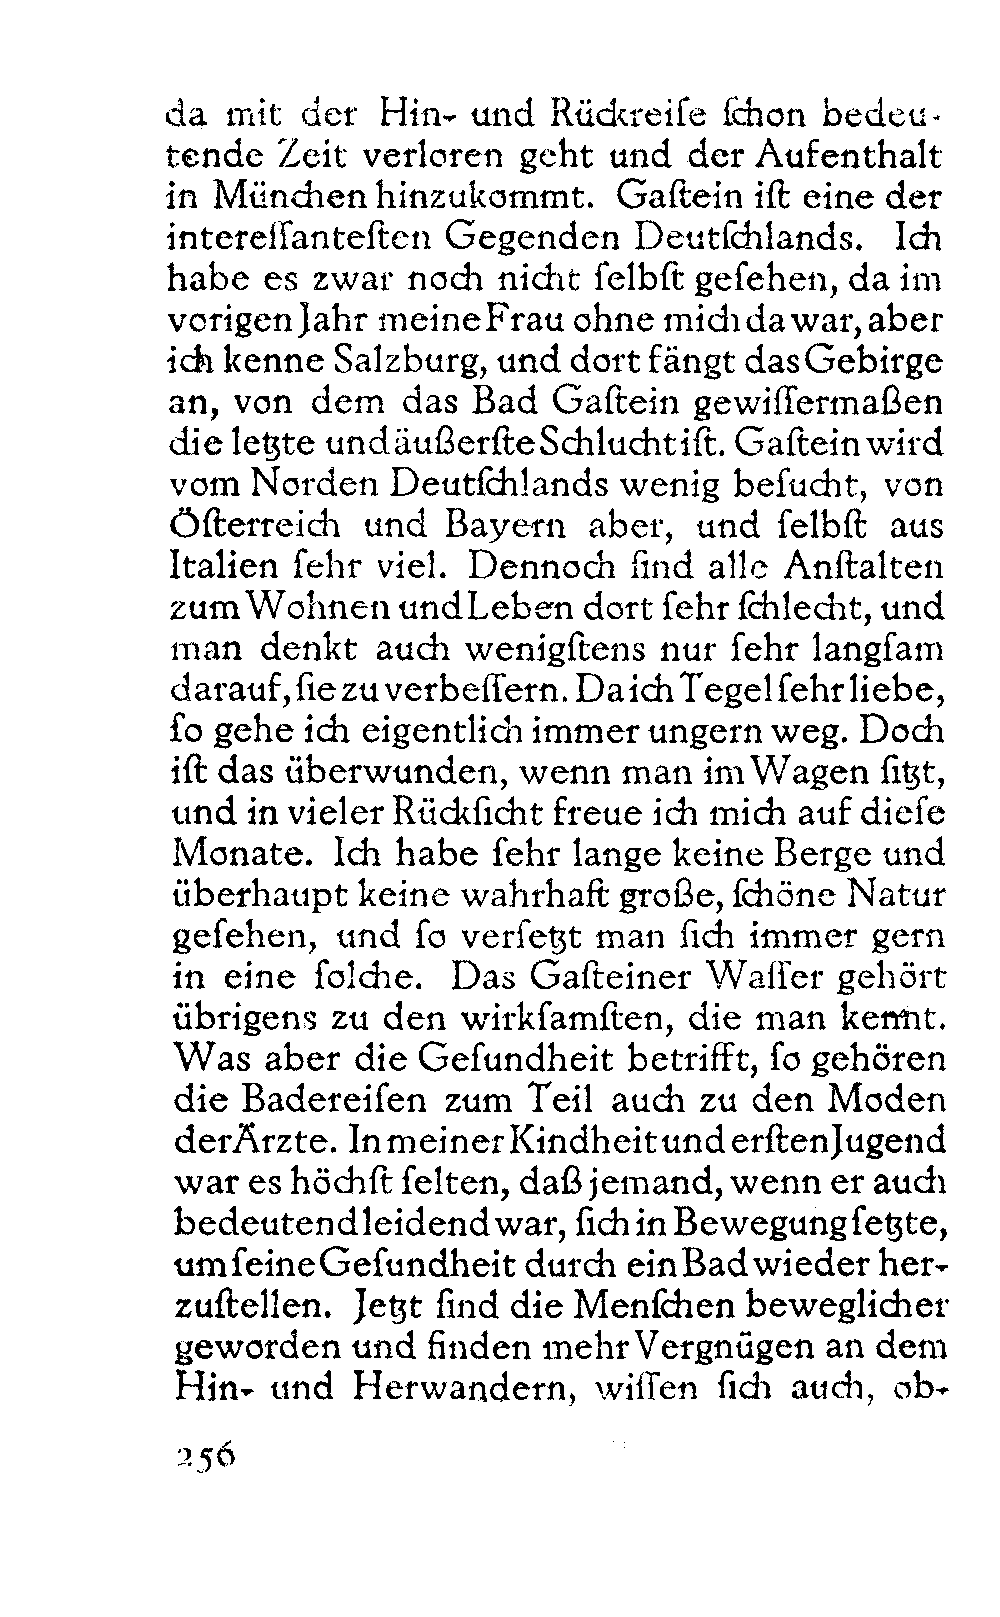 da mit der Hin- und Rückreiſe ſchon bedeu-
tende Zeit verloren geht und der Aufenthalt
in München hinzukommt. Gaſtein iſt eine der
intereſſanteſten Gegenden Deutſchlands. Ich
habe es zwar noch nicht ſelbſt geſehen, da im
vorigen Jahr meine Frau ohne mich da war, aber
ich kenne Salzburg, und dort fängt das Gebirge
an, von dem das Bad Gaſtein gewiſſermaßen
die letzte und äußerſte Schlucht iſt. Gaſtein wird
vom Norden Deutſchlands wenig beſucht, von
Öſterreich und Bayern aber, und ſelbſt aus
Italien ſehr viel. Dennoch ſind alle Anſtalten
zum Wohnen und Leben dort ſehr ſchlecht, und
man denkt auch wenigſtens nur ſehr langſam
darauf, ſie zu verbeſſern. Da ich Tegel ſehr liebe,
ſo gehe ich eigentlich immer ungern weg. Doch
iſt das überwunden, wenn man im Wagen ſitzt,
und in vieler Rückſicht freue ich mich auf dieſe
Monate. Ich habe ſehr lange keine Berge und
überhaupt keine wahrhaft große, ſchöne Natur
geſehen, und ſo verſetzt man ſich immer gern
in eine ſolche. Das Gaſteiner Waſſer gehört
übrigens zu den wirkſamſten, die man kennt.
Was aber die Geſundheit betrifft, ſo gehören
die Badereiſen zum Teil auch zu den Moden
der Ärzte. In meiner Kindheit und erſten Jugend
war es höchſt ſelten, daß jemand, wenn er auch
bedeutend leidend war, ſich in Bewegung ſetzte,
um ſeine Geſundheit durch ein Bad wieder her-
zuſtellen. Jetzt ſind die Menſchen beweglicher
geworden und finden mehr Vergnügen an dem
Hin- und Herwandern, wiſſen ſich auch, ob-
256